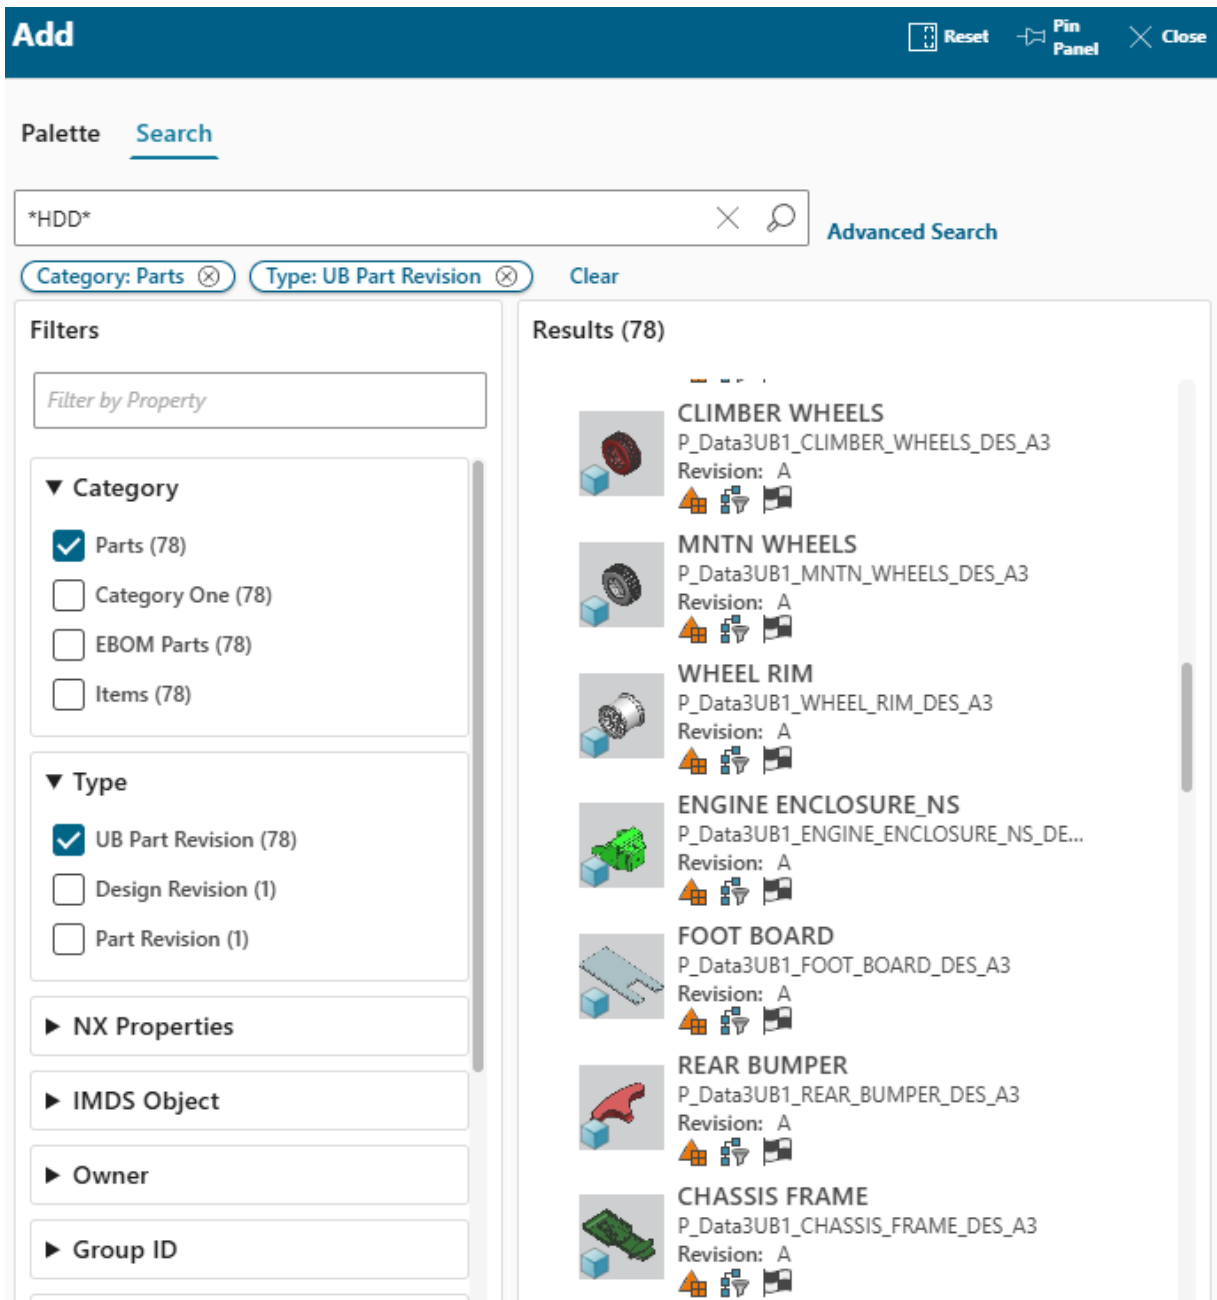 Add
Reset
Pin
Panel
Close
Palette
Search
*HDD*
Advanced Search
Category: Parts
Type: UB Part Revision
Clear
Filters
Filter by Property
Category
Parts (78)
Category One (78)
EBOM Parts (78)
Items (78)
Type
UB Part Revision (78)
Design Revision (1)
Part Revision (1)
NX Properties
IMDS Object
Owner
Group ID
Results (78)
CLIMBER WHEELS
P_Data3UB1_CLIMBER_WHEELS_DES_A3
Revision: A
MNTN WHEELS
P_Data3UB1_MNTN_WHEELS_DES_A3
Revision: A
WHEEL RIM
P_Data3UB1_WHEEL_RIM_DES_A3
Revision: A
ENGINE ENCLOSURE_NS
P_Data3UB1_ENGINE_ENCLOSURE_NS_DE...
Revision: A
FOOT BOARD
P_Data3UB1_FOOT_BOARD_DES_A3
Revision: A
REAR BUMPER
P_Data3UB1_REAR_BUMPER_DES_A3
Revision: A
CHASSIS FRAME
P_Data3UB1_CHASSIS_FRAME_DES_A3
Revision: A